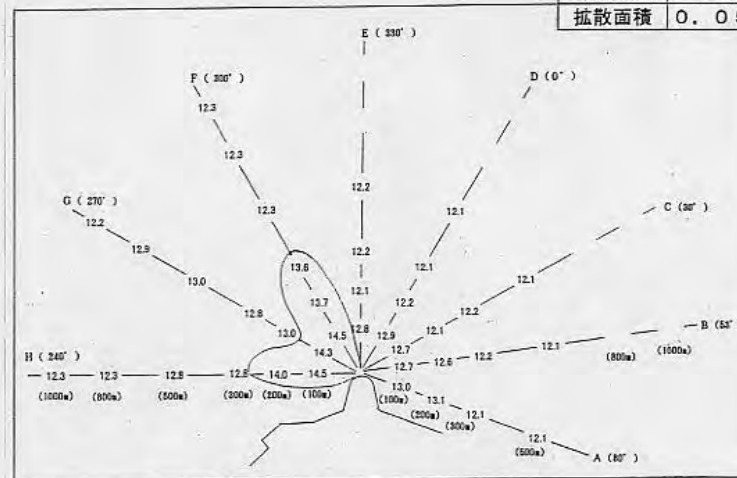 拡散面積 0.05
E (330°)
F (300°)
D (0°)
12.3
12.3
12.2
12.1
G (270°)
C (30°)
12.2
12.3
12.9
12.2
12.1
13.6
12.1
13.0
13.7
12.1
12.2
12.2
12.8
14.5
12.8
12.9
12.1
B (53°
13.0
14.3
12.7
12.1
12.2
12.6
12.7
(800m)
(1000m)
H (240°)
12.3
12.3
12.8
12.8
14.0
14.5
13.0
13.1
12.1
12.1
(1000m)
(800m)
(500m)
(300m)
(200m)
(100m)
(100m)
(200m)
(300m)
(500m)
A (80°)